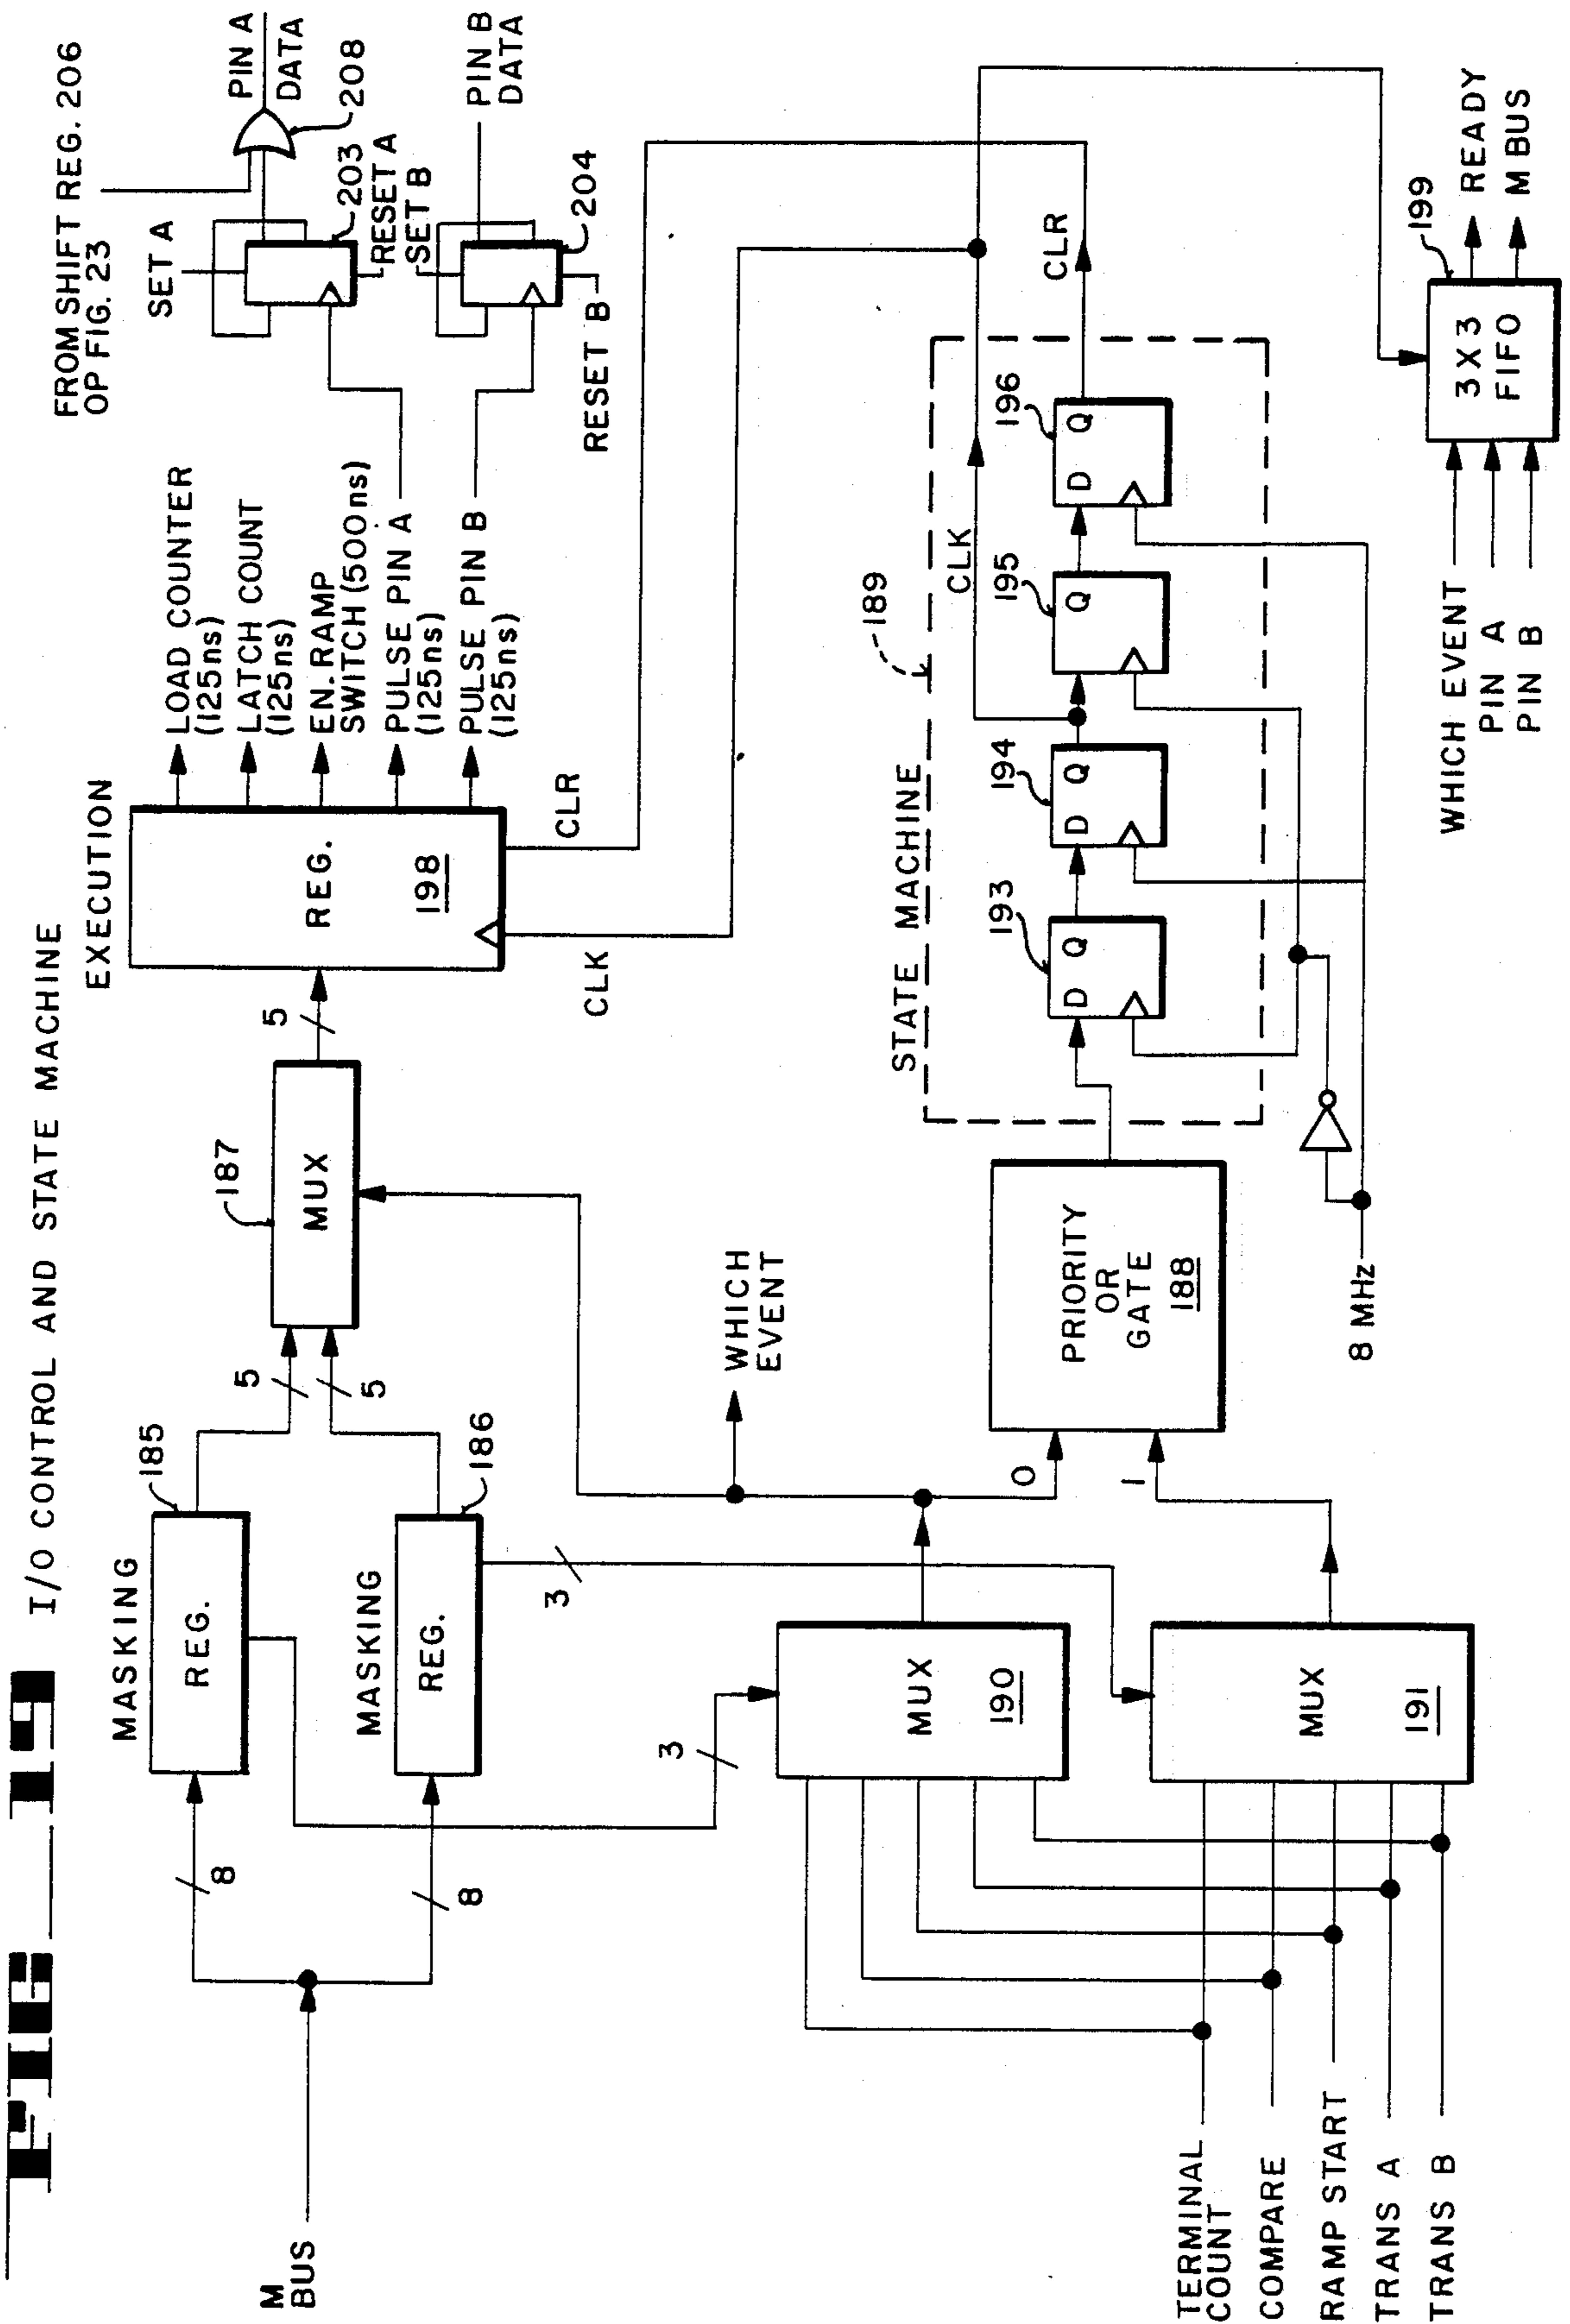 FIG 19
I/O CONTROL AND STATE MACHINE
M
BUS
8
8
MASKING
REG.
185
MASKING
REG.
186
3
3
5
5
187
MUX
5
EXECUTION
REG.
198
CLK
CLR
LOAD COUNTER
(125ns)
LATCH COUNT
(125ns)
EN. RAMP
SWITCH (500ns)
PULSE PIN A
(125ns)
PULSE PIN B
(125ns)
FROM SHIFT REG. 206
OP FIG. 23
SET A
203
RESET A
SET B
204
RESET B
208
PIN A
DATA
PIN B
DATA
WHICH
EVENT
TERMINAL
COUNT
COMPARE
RAMP START
TRANS A
TRANS B
MUX
190
MUX
191
0
1
PRIORITY
OR
GATE
188
8 MHz
STATE MACHINE
189
193
D Q
194
D Q
195
Q
196
D Q
CLK
CLR
WHICH EVENT
PIN A
PIN B
3 X 3
FIFO
199
READY
M BUS